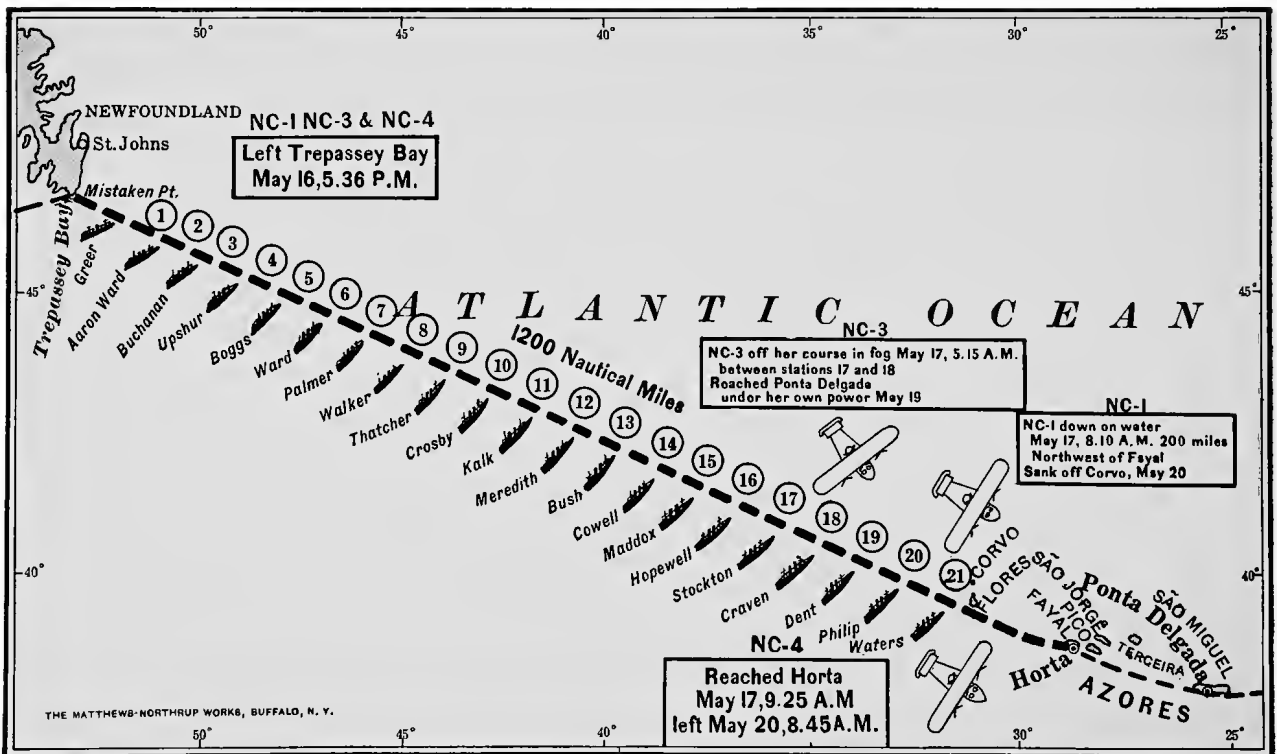 50°
45°
40°
35°
30°
25°
NEWFOUNDLAND
St. Johns
NC-1 NC-3 & NC-4
Left Trepassey Bay
May 16, 5.36 P.M.
Mistaken Pt.
Trepassey Bay
1
2
3
4
5
6
7
8
9
10
11
12
13
14
15
16
17
18
19
20
21
Greer
Aaron Ward
Buchanan
Upshur
Boggs
Ward
Palmer
Walker
Thatcher
Crosby
Kalk
Meredith
Bush
Cowell
Maddox
Hopewell
Stockton
Craven
Dent
Philip
Waters
45°
ATLANTIC OCEAN
45°
1200 Nautical Miles
NC-3
NC-3 off her course in fog May 17, 5.15 A.M.
between stations 17 and 18
Reached Ponta Delgada
undor her own power May 19
NC-1
NC-1 down on water
May 17, 8.10 A.M. 200 miles
Northwest of Fayal
Sank off Corvo, May 20
40°
40°
CORVO
FLORES
SÃO JORGE
PICO
FAYAL
Horta
TERCEIRA
Ponta Delgada
SÃO MIGUEL
AZORES
NC-4
Reached Horta
May 17, 9.25 A.M
left May 20, 8.45 A.M.
THE MATTHEWS-NORTHRUP WORKS, BUFFALO, N. Y.
50°
45°
40°
35°
30°
25°